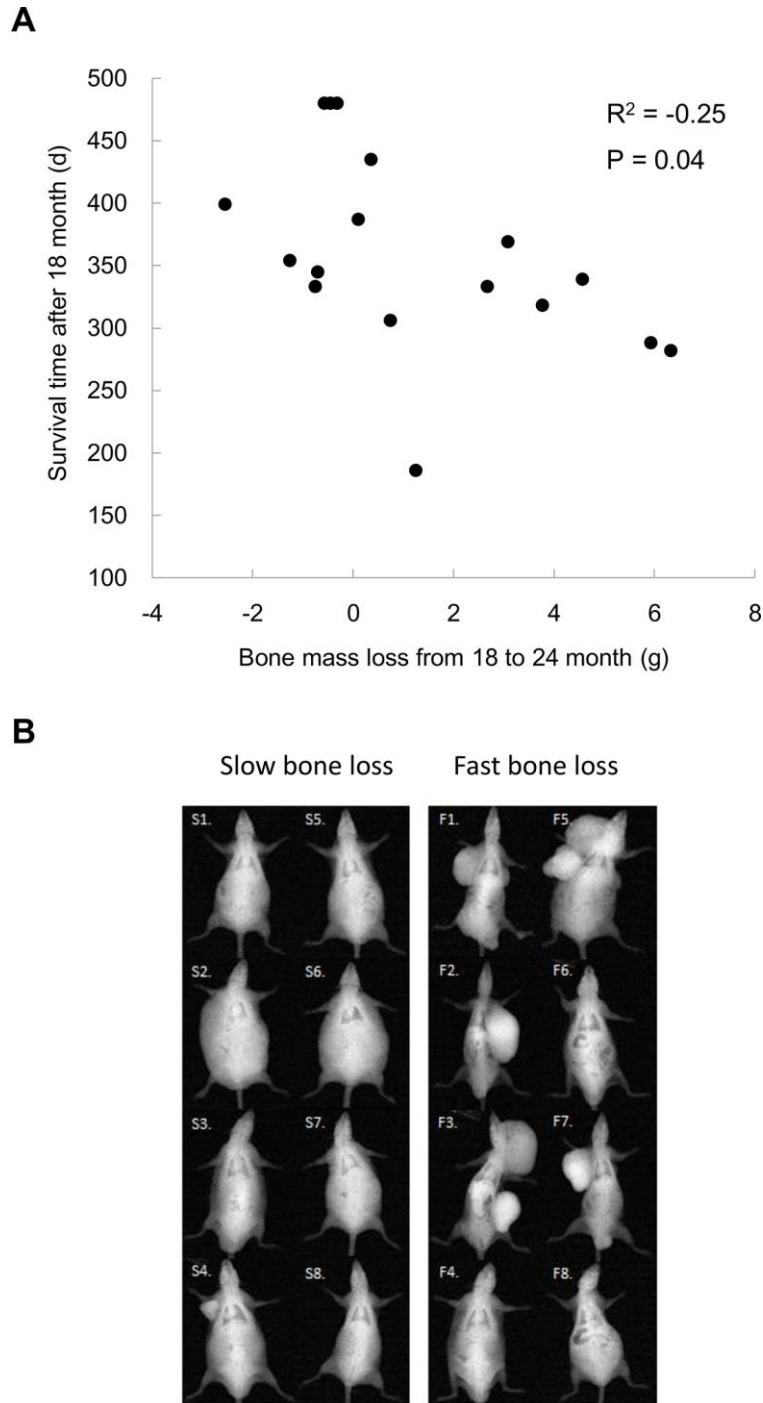 A
R² = -0.25
P = 0.04
Survival time after 18 month (d)
500
450
400
350
300
250
200
150
100
-4 -2 0 2 4 6 8
Bone mass loss from 18 to 24 month (g)
B
Slow bone loss Fast bone loss
S1. S5. F1. F5.
S2. S6. F2. F6.
S3. S7. F3. F7.
S4. S8. F4. F8.